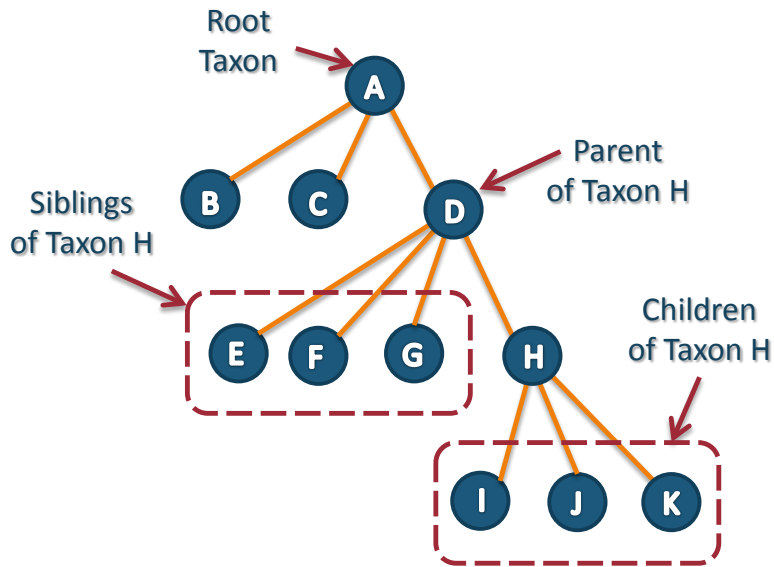 Root
Taxon
A
Parent
of Taxon H
B
C
D
Siblings
of Taxon H
Children
of Taxon H
E
F
G
H
I
J
K